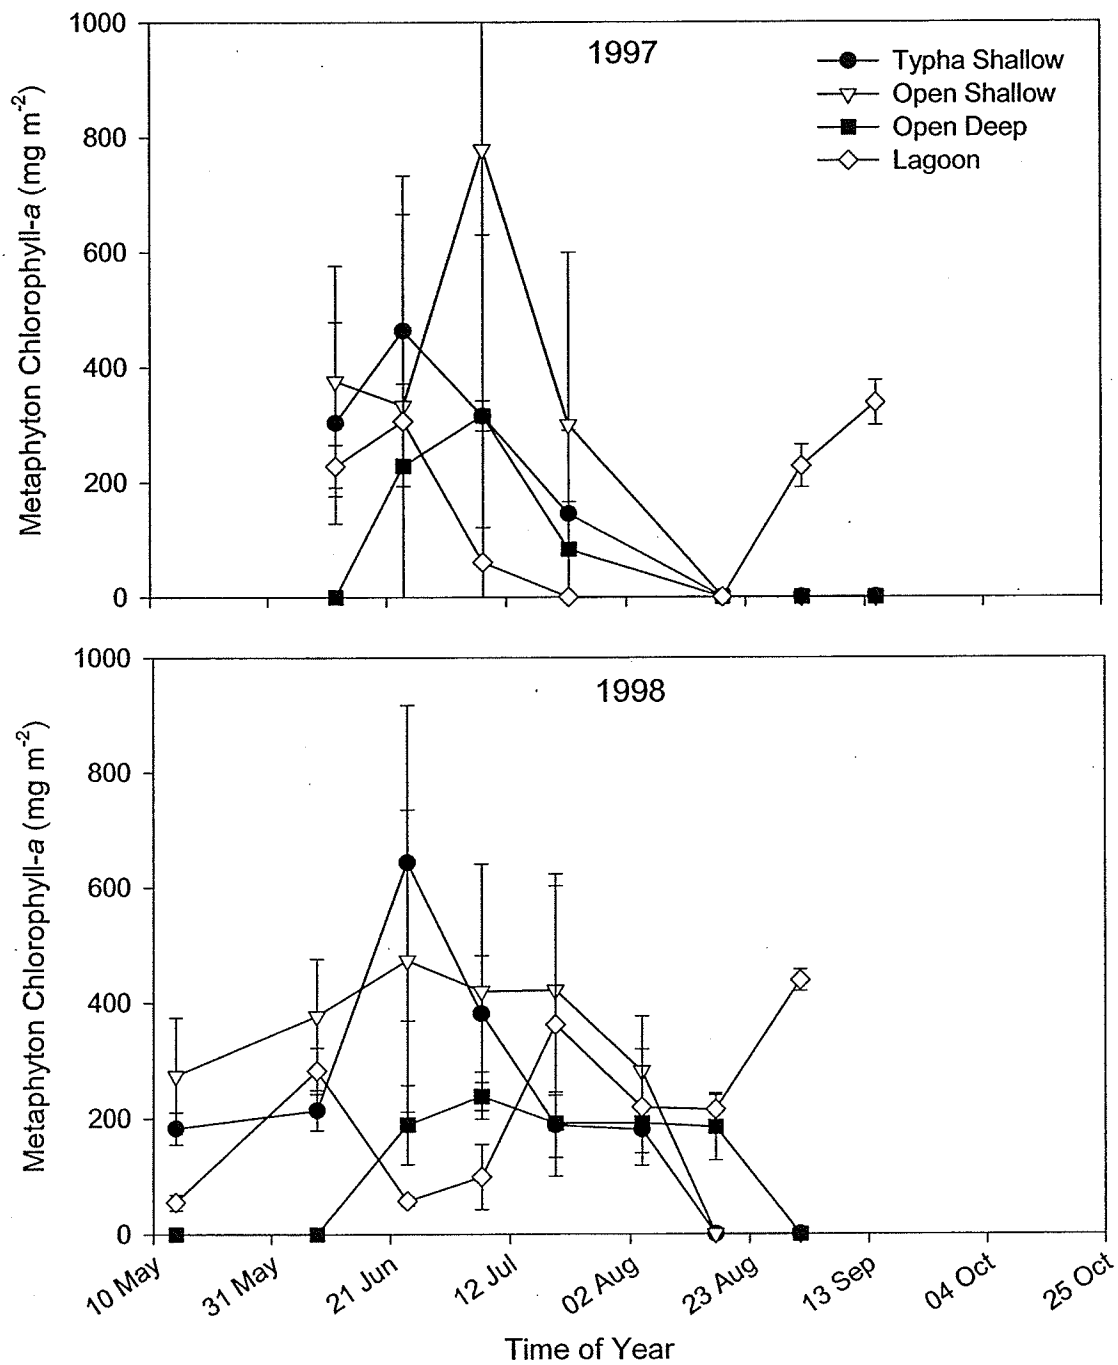 1000
1997
Typha Shallow
Open Shallow
Open Deep
Lagoon
800
600
400
200
0
Metaphyton Chlorophyll-a (mg m-2)
1000
1998
800
600
400
200
0
Metaphyton Chlorophyll-a (mg m-2)
10 May
31 May
21 Jun
12 Jul
02 Aug
23 Aug
13 Sep
04 Oct
25 Oct
Time of Year